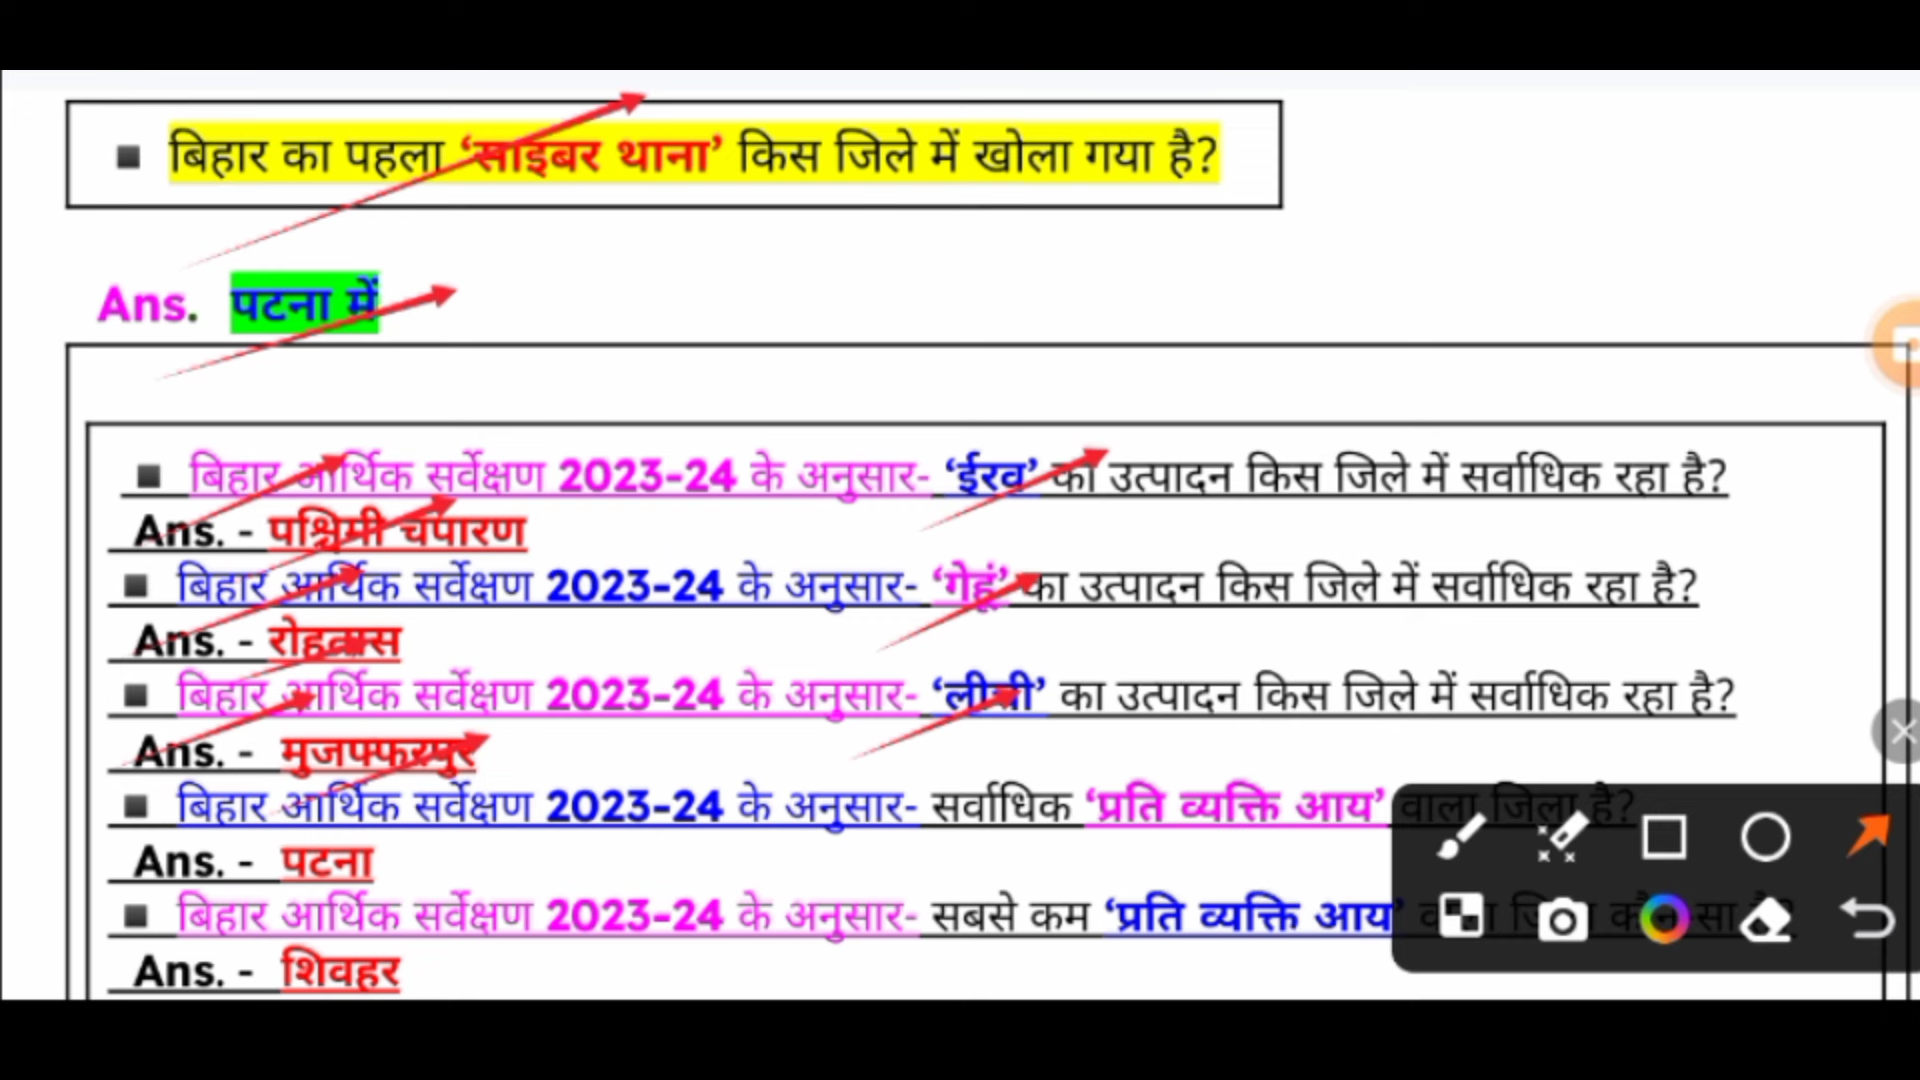 बिहार का पहला ‘साइबर थाना’ किस जिले में खोला गया है?
Ans. पटना में
बिहार आर्थिक सर्वेक्षण 2023-24 के अनुसार- ‘ईरव’ का उत्पादन किस जिले में सर्वाधिक रहा है?
Ans. - पश्चिमी चंपारण
बिहार आर्थिक सर्वेक्षण 2023-24 के अनुसार- ‘गेहूं’ का उत्पादन किस जिले में सर्वाधिक रहा है?
Ans. - रोहतास
बिहार आर्थिक सर्वेक्षण 2023-24 के अनुसार- ‘लीची’ का उत्पादन किस जिले में सर्वाधिक रहा है?
Ans. - मुजफ्फरपुर
बिहार आर्थिक सर्वेक्षण 2023-24 के अनुसार- सर्वाधिक ‘प्रति व्यक्ति आय’ वाला जिला है?
Ans. - पटना
बिहार आर्थिक सर्वेक्षण 2023-24 के अनुसार- सबसे कम ‘प्रति व्यक्ति आय’
Ans. - शिवहर